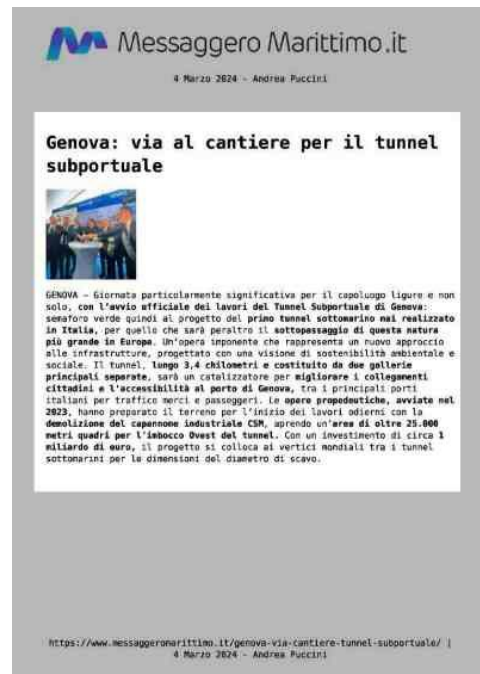 Messaggero Marittimo.it
4 Marzo 2024 - Andrea Puccini
Genova: via al cantiere per il tunnel
subportuale
GENOVA – Giornata particolarmente significativa per il capoluogo ligure e non
solo, con l'avvio ufficiale dei lavori del Tunnel Subportuale di Genova:
semaforo verde quindi al progetto del primo tunnel sottomarino mai realizzato
in Italia, per quello che sarà peraltro il sottopassaggio di questa natura
più grande in Europa. Un'opera imponente che rappresenta un nuovo approccio
alle infrastrutture, progettato con una visione di sostenibilità ambientale e
sociale. Il tunnel, lungo 3,4 chilometri e costituito da due gallerie
principali separate, sarà un catalizzatore per migliorare i collegamenti
cittadini e l'accessibilità al porto di Genova, tra i principali porti
italiani per traffico merci e passeggeri. Le opere propedeutiche, avviate nel
2023, hanno preparato il terreno per l'inizio dei lavori odierni con la
demolizione del capannone industriale CSM, aprendo un'area di oltre 25.000
metri quadri per l'imbocco Ovest del tunnel. Con un investimento di circa 1
miliardo di euro, il progetto si colloca ai vertici mondiali tra i tunnel
sottomarini per le dimensioni del diametro di scavo.
https://www.messaggeromarittimo.it/genova-via-cantiere-tunnel-subportuale/ |
4 Marzo 2024 - Andrea Puccini